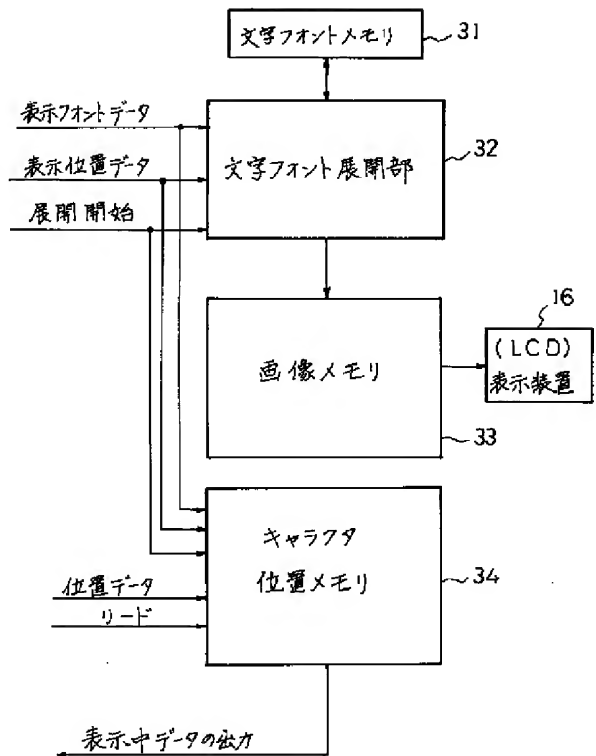 文字フォントメモリ
31
表示フォントデータ
表示位置データ
文字フォント展開部
32
展開開始
16
(LCD)
表示装置
画像メモリ
33
キャラクタ
位置メモリ
34
位置データ
リード
表示中データの出力